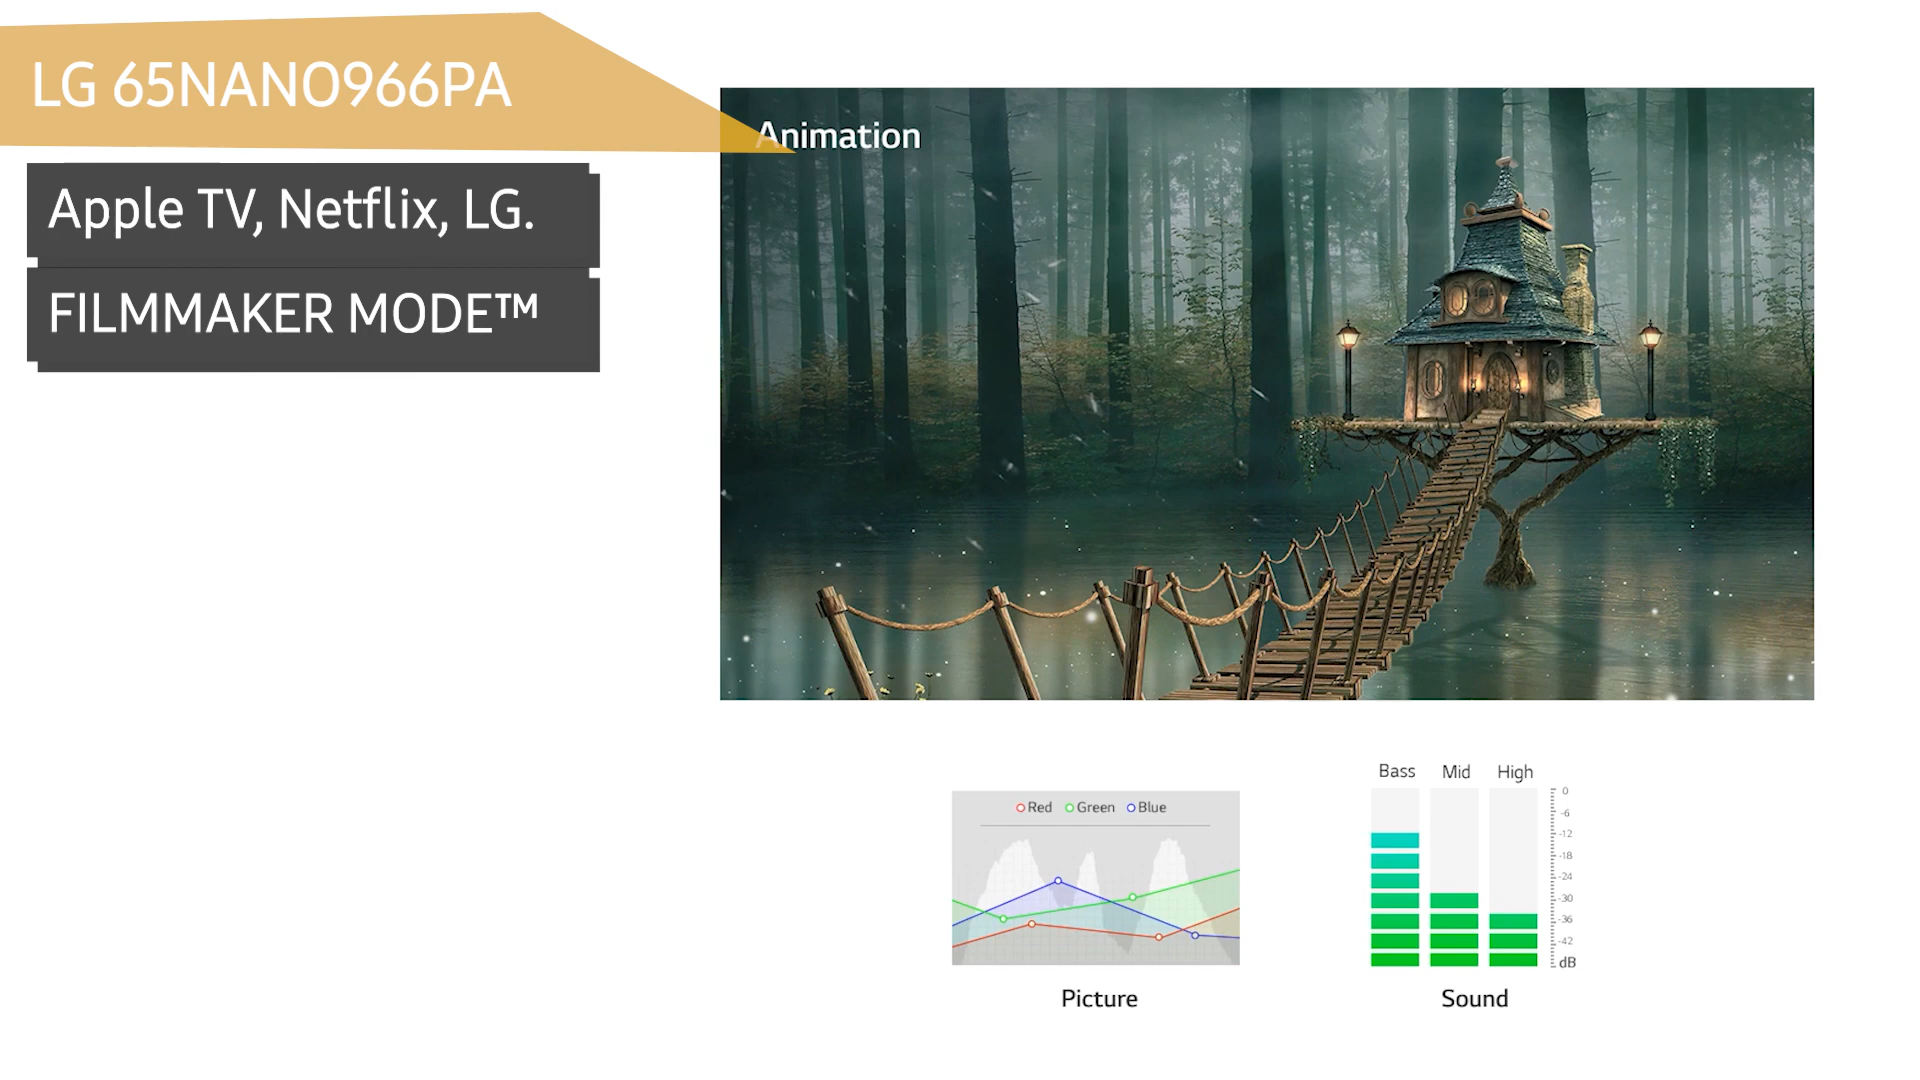 LG 65NANO966PA
Apple TV, Netflix, LG.
FILMMAKER MODE™
Animation
Red Green Blue
Picture
Bass Mid High
0
-6
-12
-18
-24
-30
-36
-42
dB
Sound